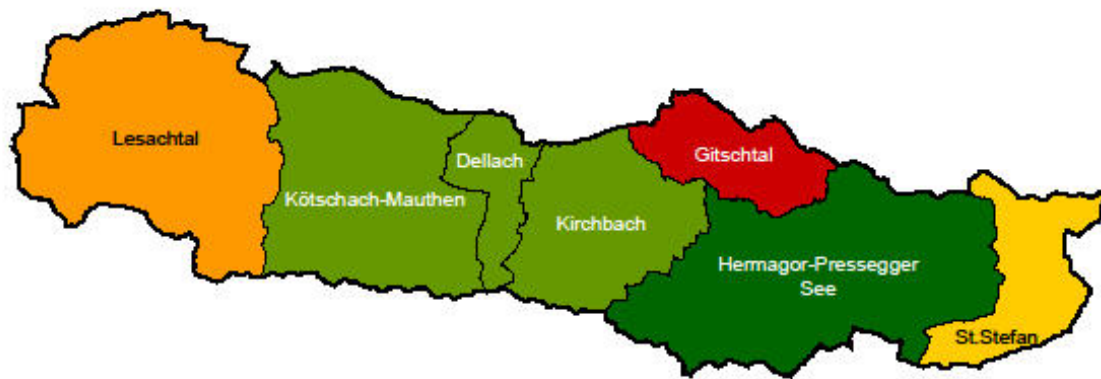 Lesachtal
Kötschach-Mauthen
Dellach
Kirchbach
Gitschtal
Hermagor-Pressegger
See
St.Stefan